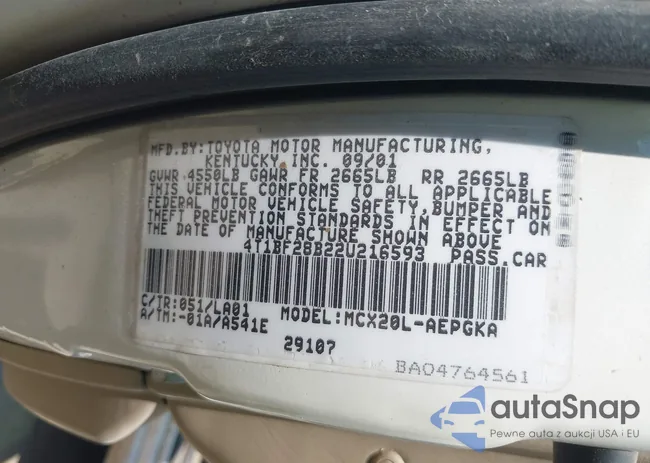 MFD.BY:TOYOTA MOTOR MANUFACTURING,
KENTUCKY, INC. 09/01
GVWR 4550LB GAWR FR 2665LB RR 2665LB
THIS VEHICLE CONFORMS TO ALL APPLICABLE
FEDERAL MOTOR VEHICLE SAFETY,BUMPER,AND
THEFT PREVENTION STANDARDS IN EFFECT ON
THE DATE OF MANUFACTURE SHOWN ABOVE
4T1BF28B22U216593 PASS.CAR
C/TR:051/LA01 MODEL:MCX20L-AEPGKA
A/TM:-01A/A541E
29107
BA04764561
autaSnap
Pewne auta z aukcji USA i EU